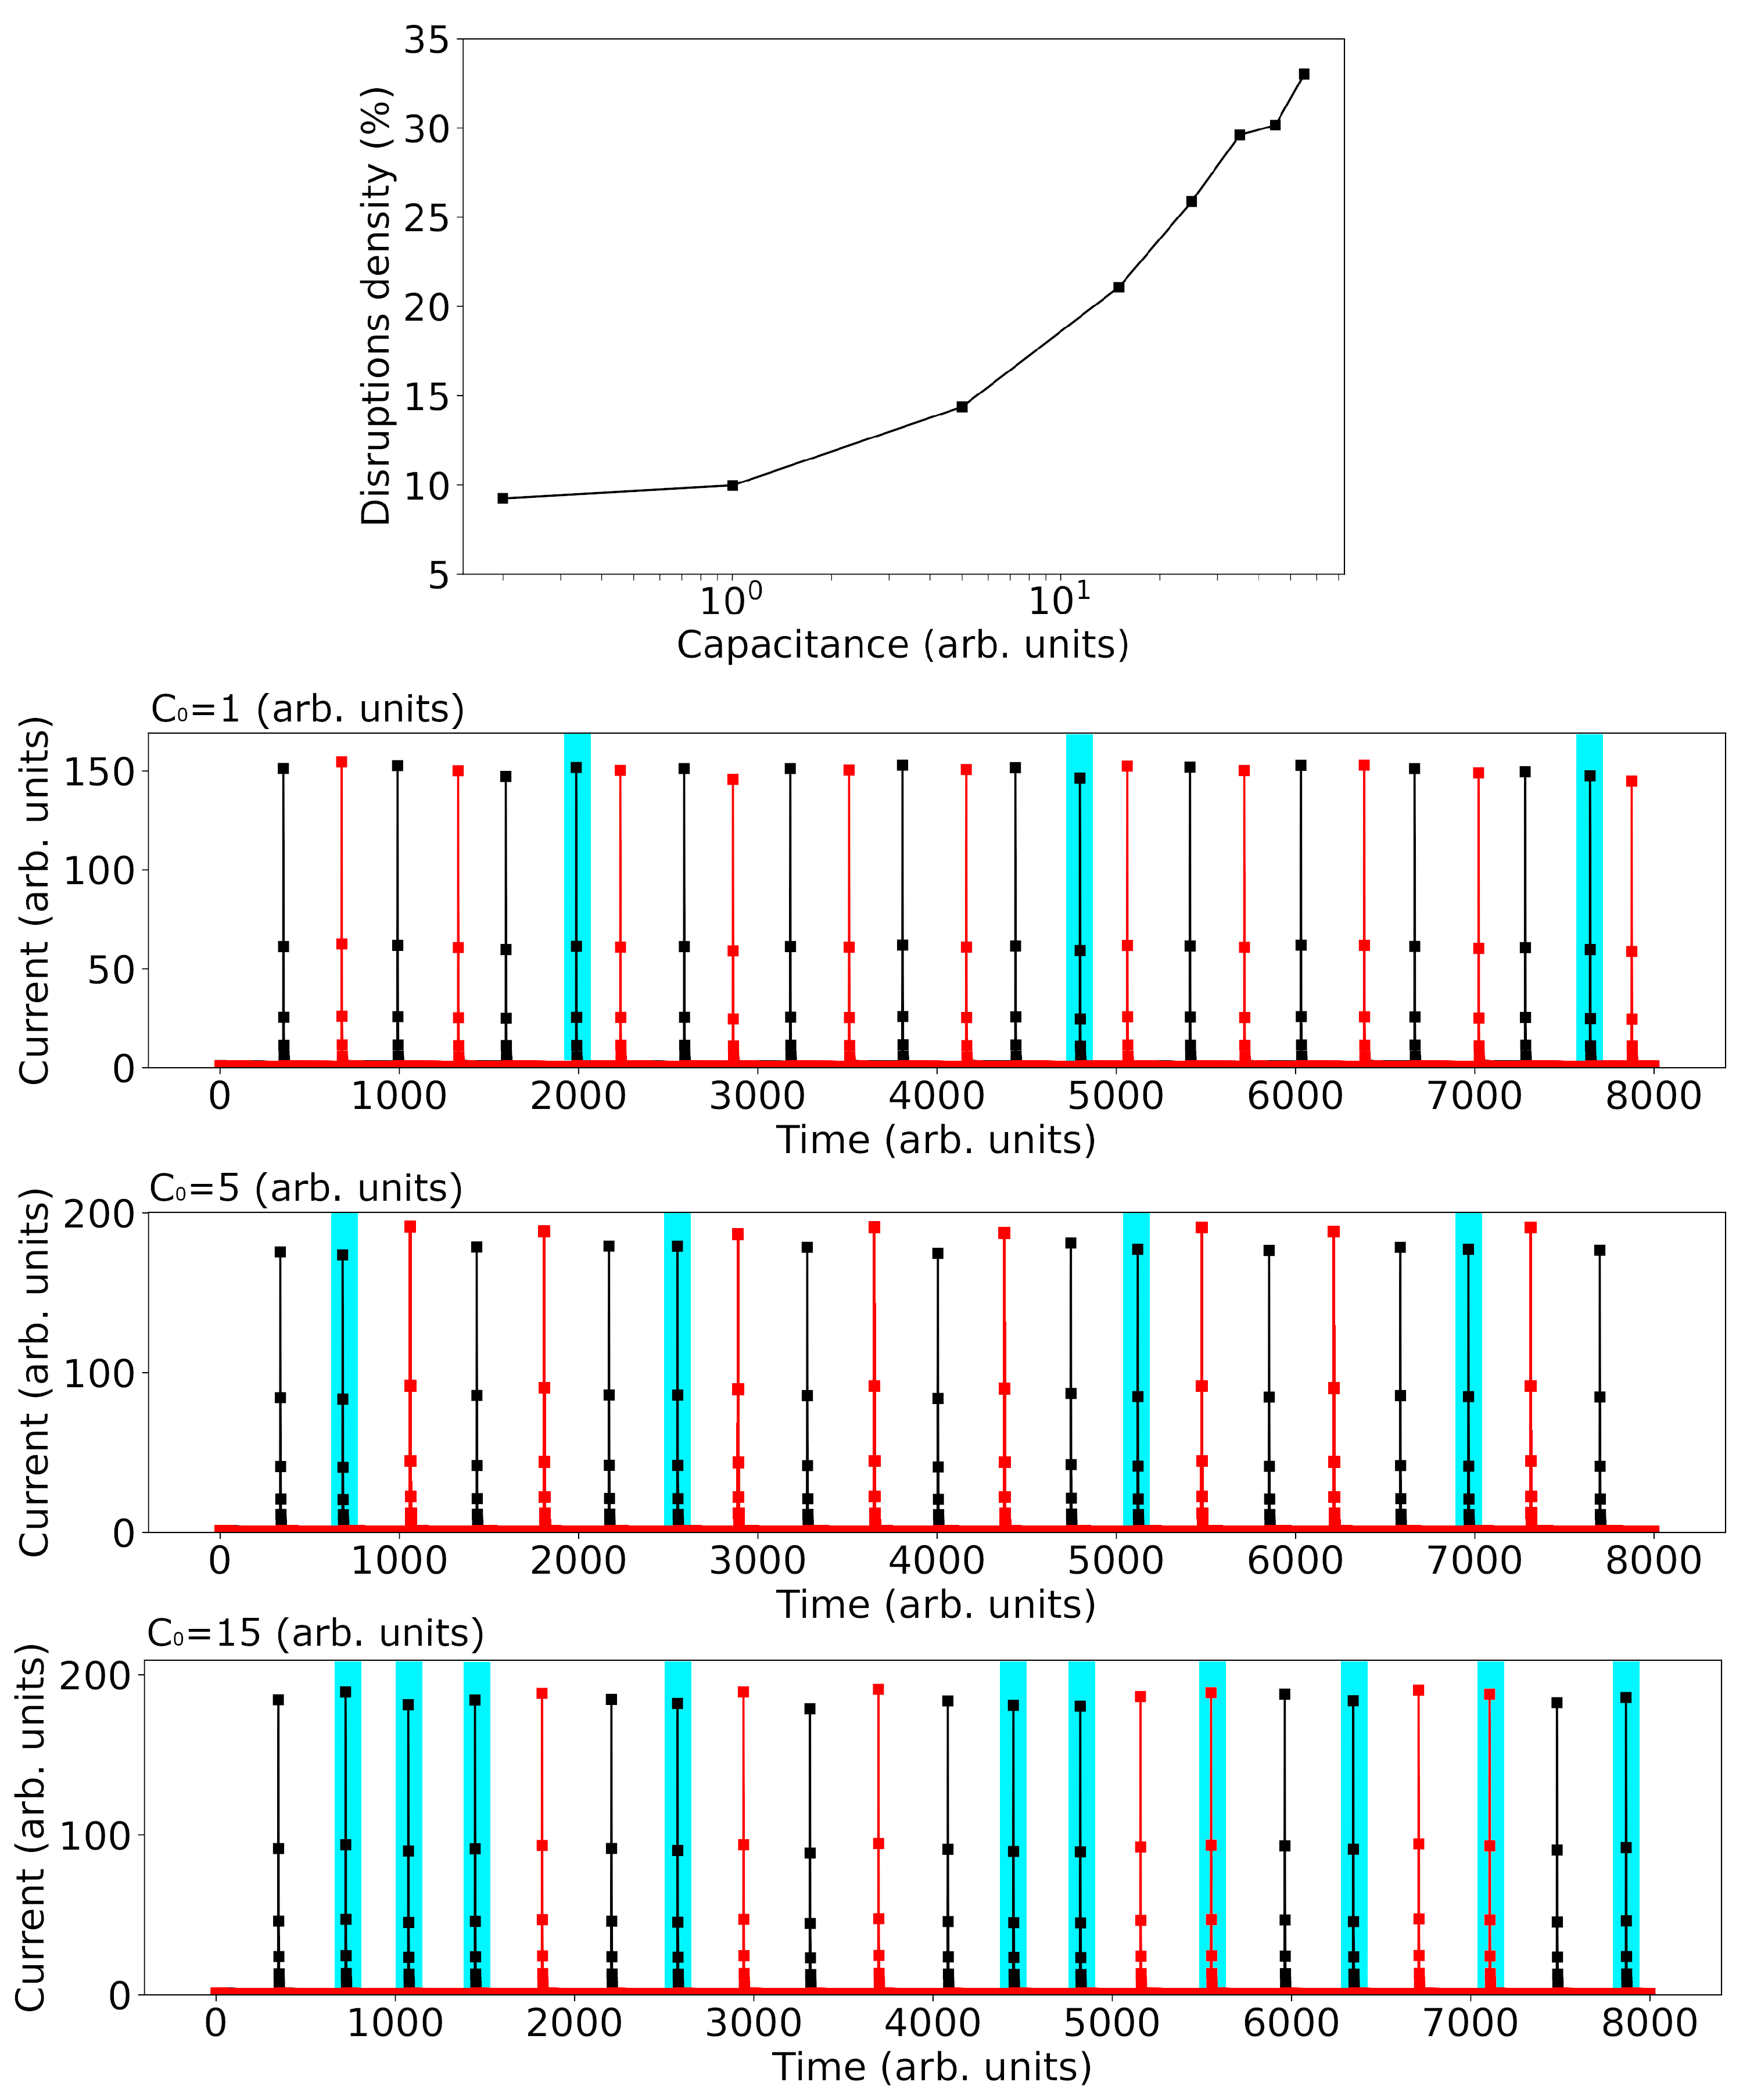 35
30
25
20
15
10
5
Disruptions density (%)
10⁰ 10¹
Capacitance (arb. units)
C₀=1 (arb. units)
150
100
50
0
Current (arb. units)
0 1000 2000 3000 4000 5000 6000 7000 8000
Time (arb. units)
C₀=5 (arb. units)
200
100
0
Current (arb. units)
0 1000 2000 3000 4000 5000 6000 7000 8000
Time (arb. units)
C₀=15 (arb. units)
200
100
0
Current (arb. units)
0 1000 2000 3000 4000 5000 6000 7000 8000
Time (arb. units)